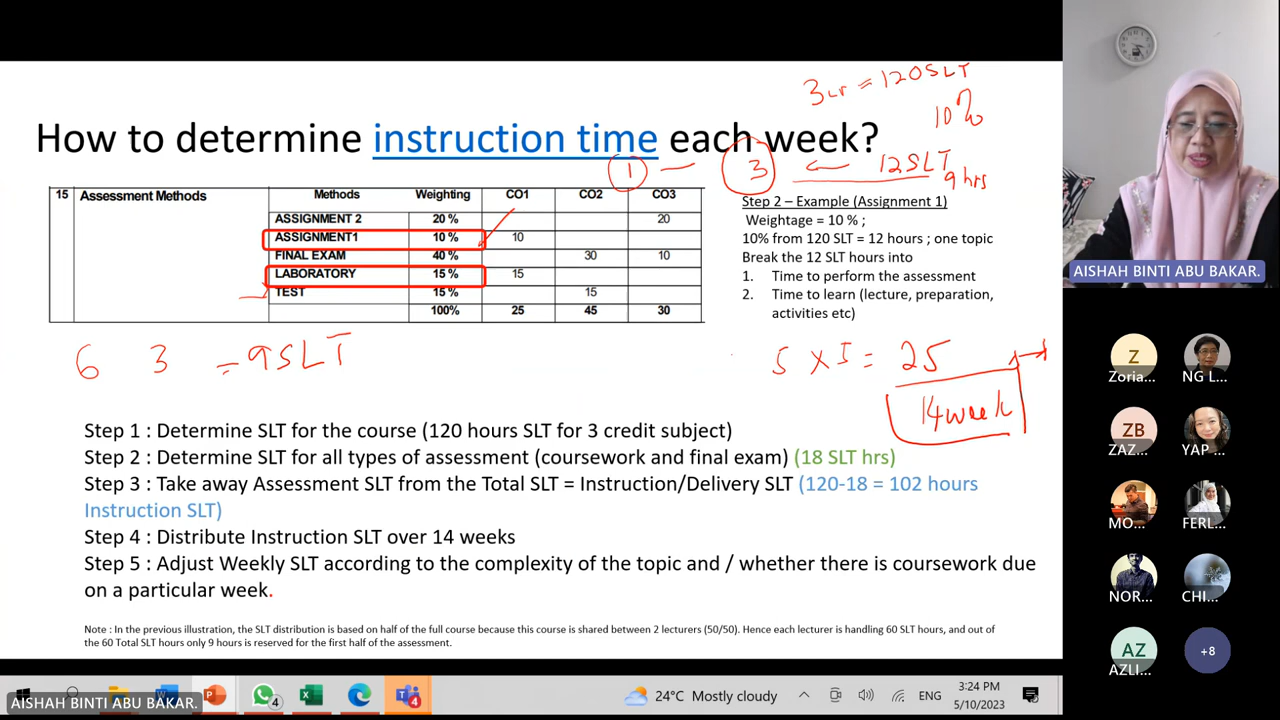 3 cr = 120 SLT
10%
How to determine instruction time each week?
1 — 3 ← 12 SLT
9 hrs
15 Assessment Methods Methods Weighting CO1 CO2 CO3
ASSIGNMENT 2 20 % 20
ASSIGNMENT1 10 % 10
FINAL EXAM 40 % 30 10
LABORATORY 15 % 15
TEST 15 % 15
100% 25 45 30
Step 2 – Example (Assignment 1)
Weightage = 10 % ;
10% from 120 SLT = 12 hours ; one topic
Break the 12 SLT hours into
1. Time to perform the assessment
2. Time to learn (lecture, preparation,
activities etc)
6 3 = 9 SLT
5 X 5 = 25
14 week
Step 1 : Determine SLT for the course (120 hours SLT for 3 credit subject)
Step 2 : Determine SLT for all types of assessment (coursework and final exam) (18 SLT hrs)
Step 3 : Take away Assessment SLT from the Total SLT = Instruction/Delivery SLT (120-18 = 102 hours
Instruction SLT)
Step 4 : Distribute Instruction SLT over 14 weeks
Step 5 : Adjust Weekly SLT according to the complexity of the topic and / whether there is coursework due
on a particular week.
Note : In the previous illustration, the SLT distribution is based on half of the full course because this course is shared between 2 lecturers (50/50). Hence each lecturer is handling 60 SLT hours, and out of
the 60 Total SLT hours only 9 hours is reserved for the first half of the assessment.
AISHAH BINTI ABU BAKAR.
Z
Zoria...
NG L...
ZB
ZAZ...
YAP ...
MO...
FERL...
NOR...
CHI...
AZ
AZLI...
+8
AISHAH BINTI ABU BAKAR.
4
4
24°C Mostly cloudy
ENG
3:24 PM
5/10/2023